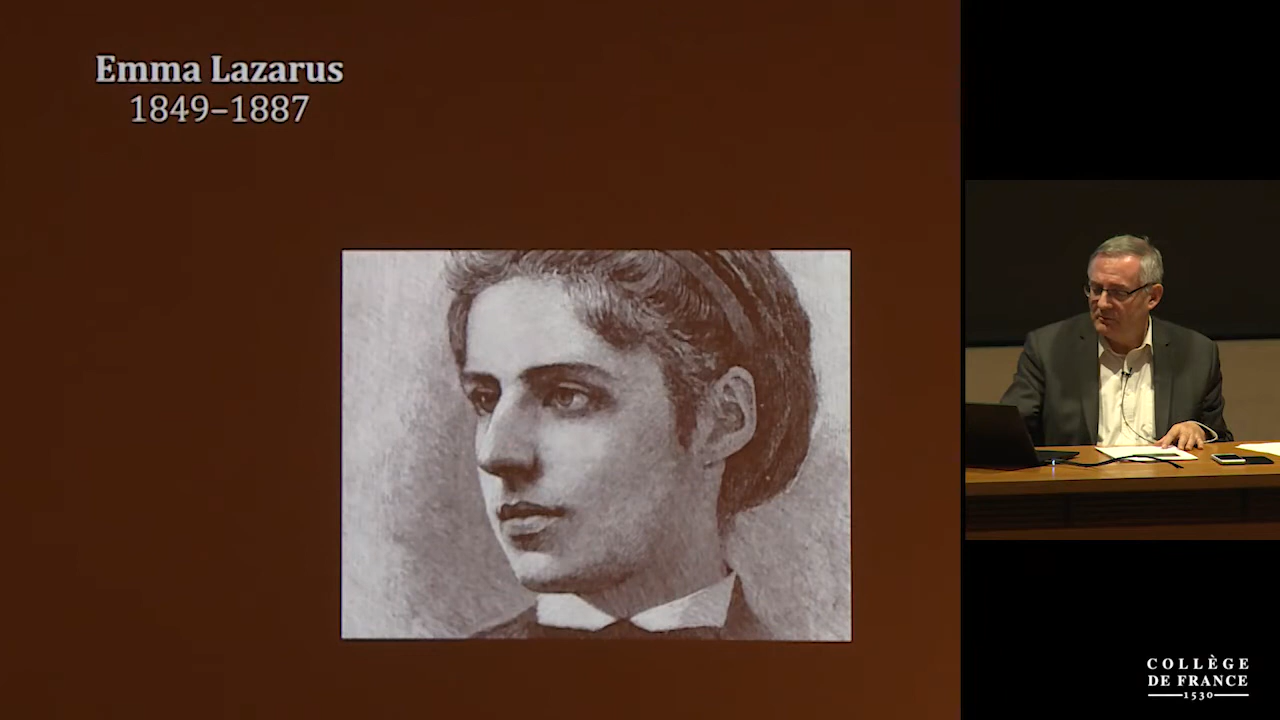 Emma Lazarus
1849–1887
COLLÈGE
DE FRANCE
1530